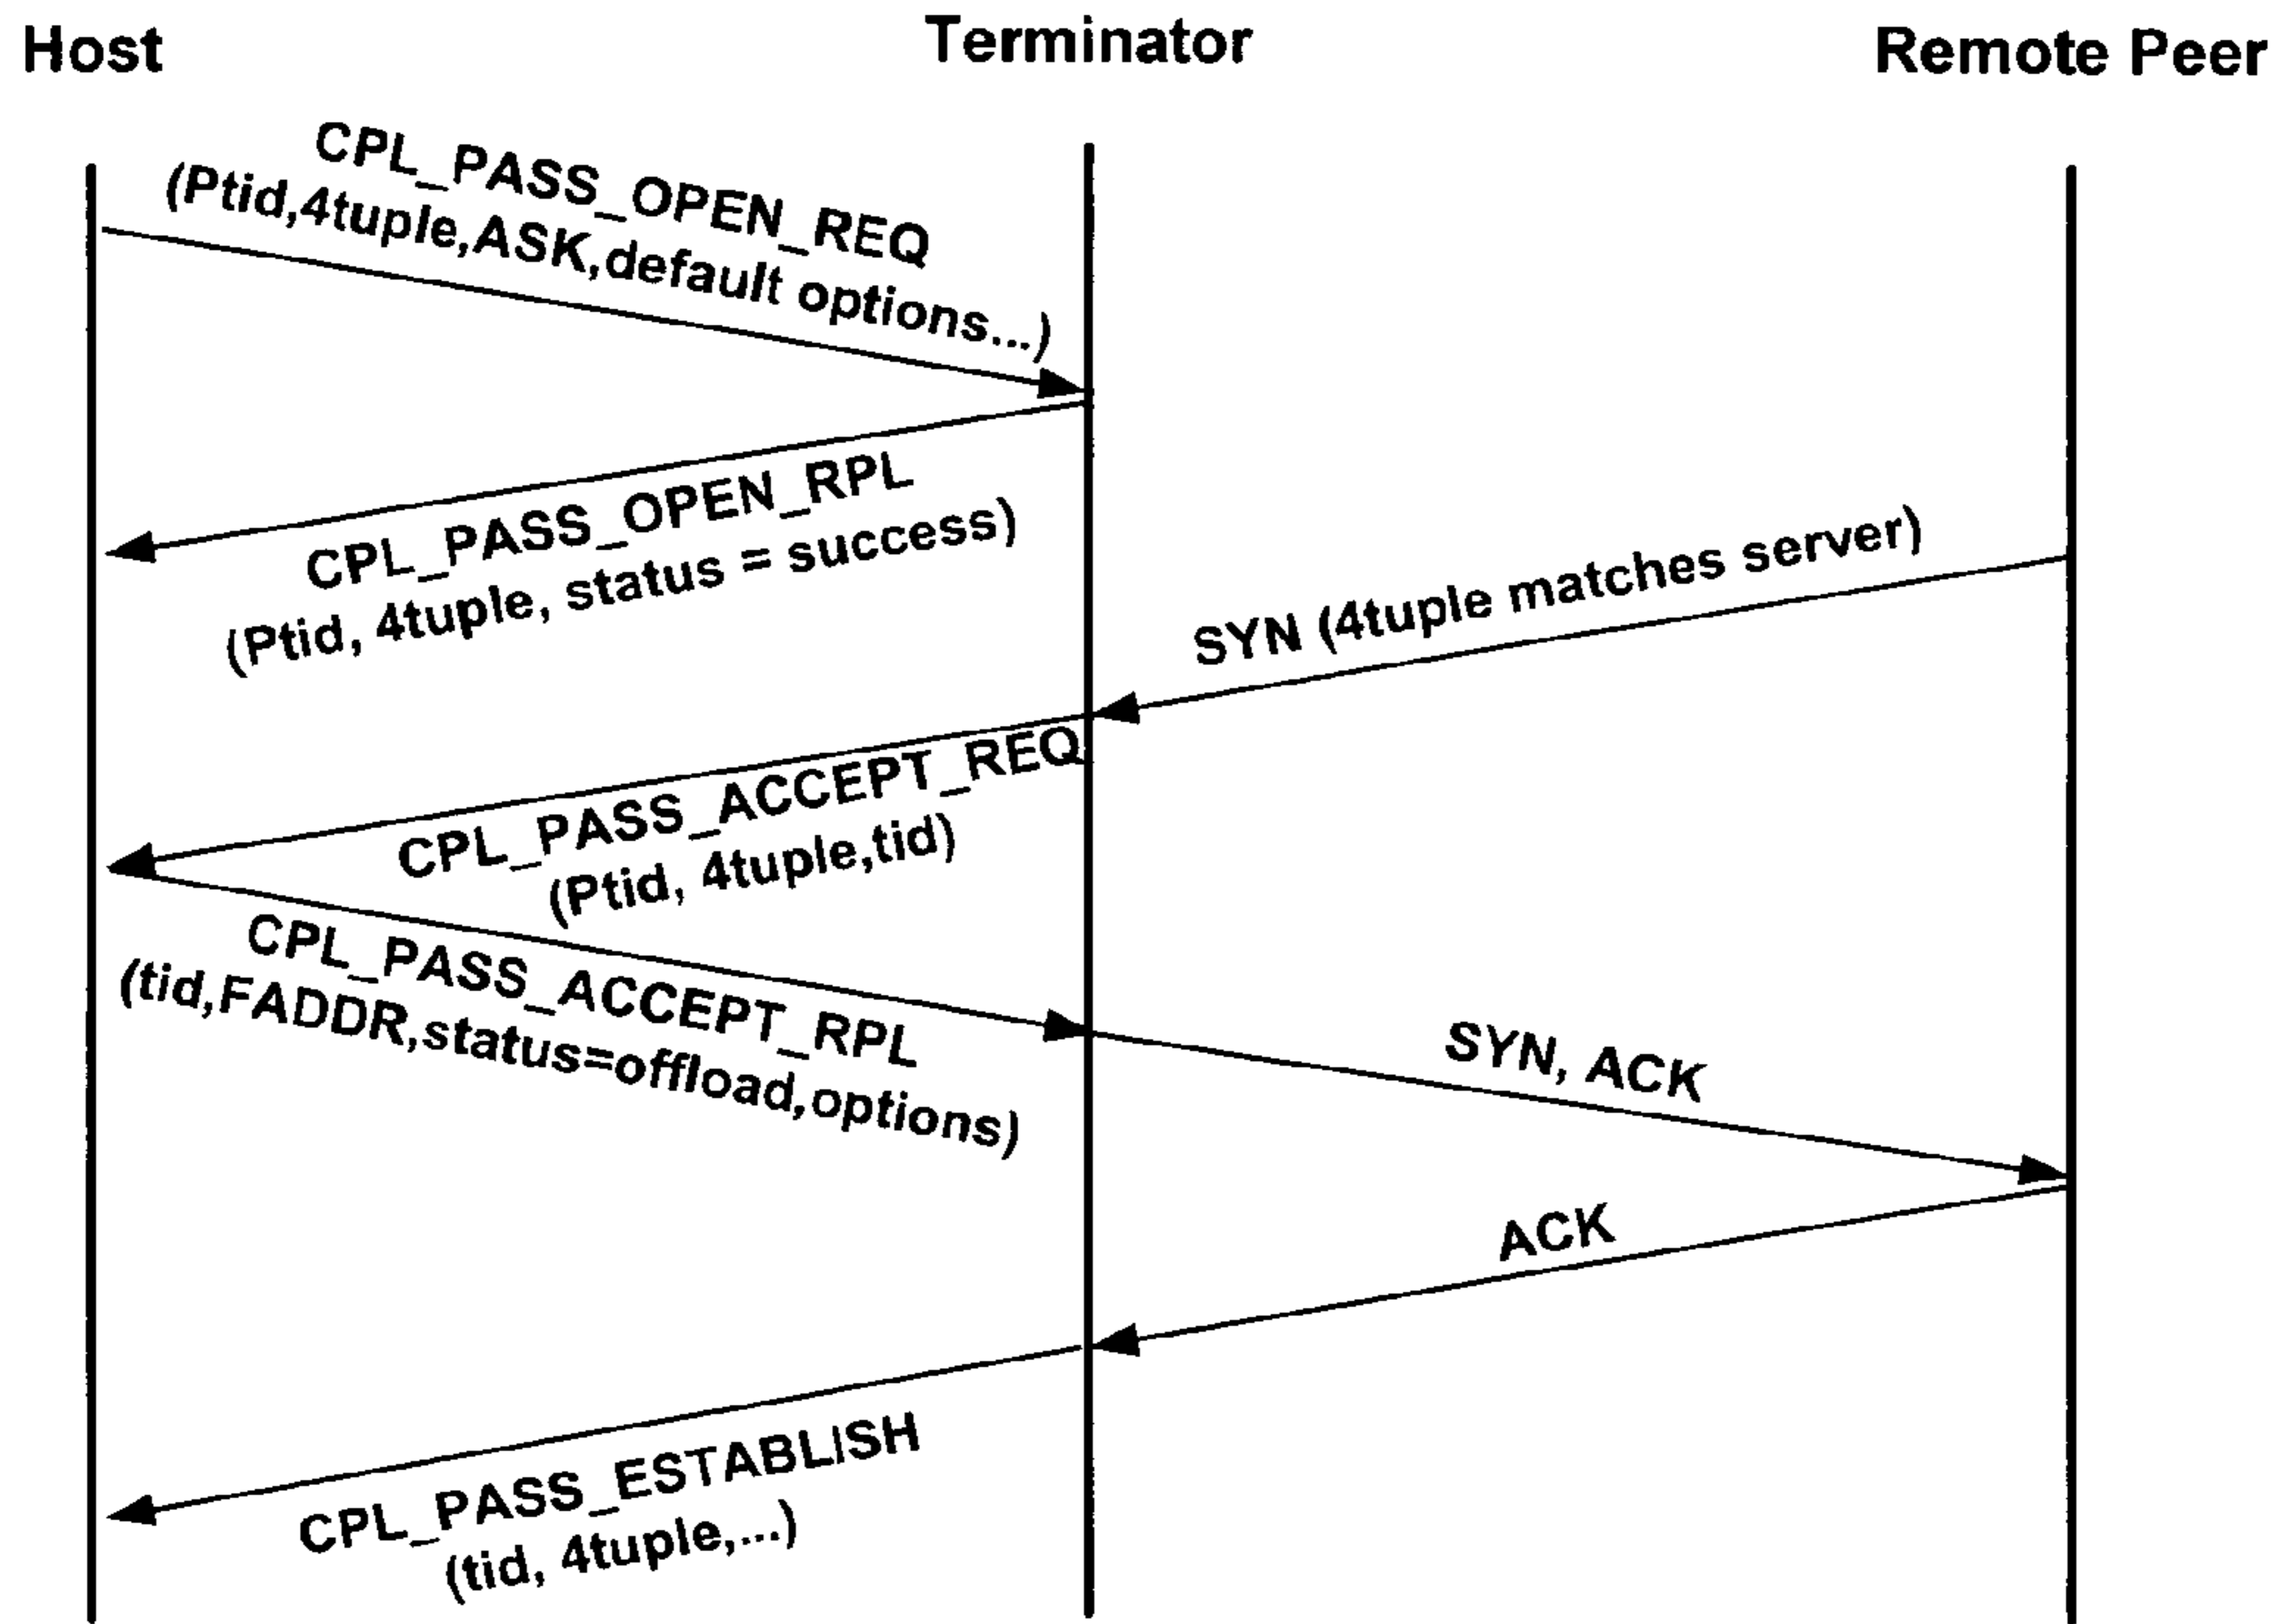 Host
Terminator
Remote Peer
CPL_PASS_OPEN_REQ
(Ptid,4tuple,ASK,default options...)
CPL_PASS_OPEN_RPL
(Ptid, 4tuple, status = success)
SYN (4tuple matches server)
CPL_PASS_ACCEPT_REQ
(Ptid, 4tuple,tid)
CPL_PASS_ACCEPT_RPL
(tid,FADDR,status=offload,options)
SYN, ACK
ACK
CPL_PASS_ESTABLISH
(tid, 4tuple,...)